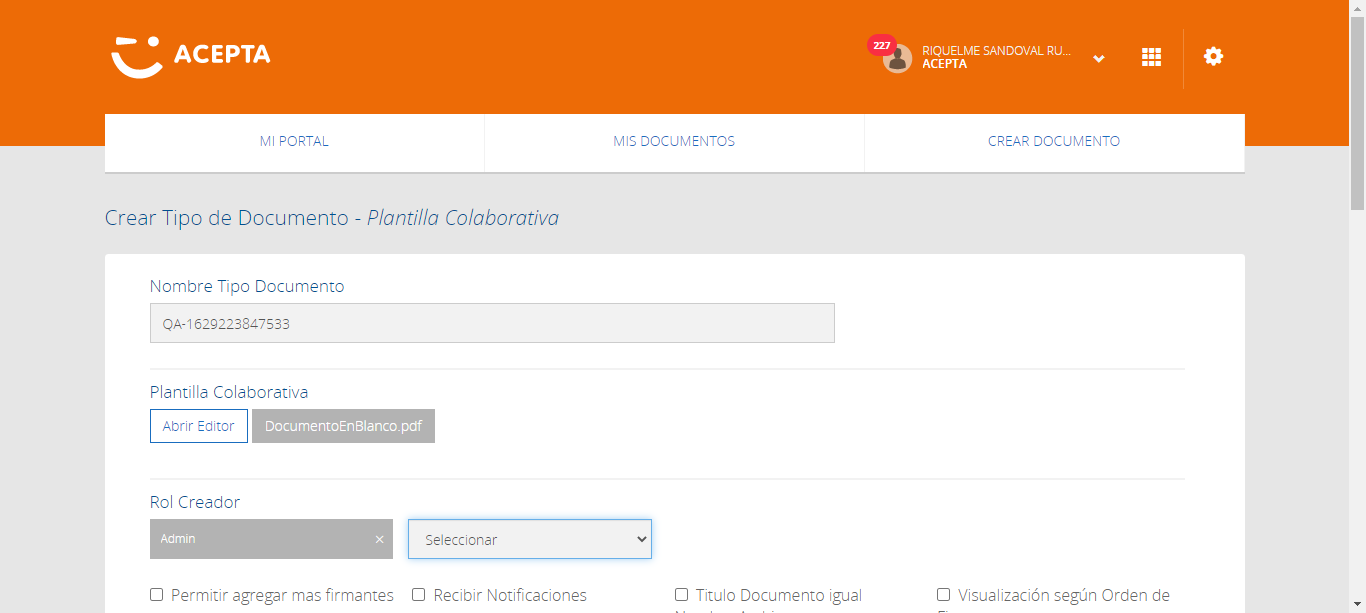 ACEPTA
227
RIQUELME SANDOVAL RU...
ACEPTA
MI PORTAL
MIS DOCUMENTOS
CREAR DOCUMENTO
Crear Tipo de Documento - Plantilla Colaborativa
Nombre Tipo Documento
QA-1629223847533
Plantilla Colaborativa
Abrir Editor
DocumentoEnBlanco.pdf
Rol Creador
Admin ×
Seleccionar
Permitir agregar mas firmantes
Recibir Notificaciones
Titulo Documento igual
Visualización según Orden de